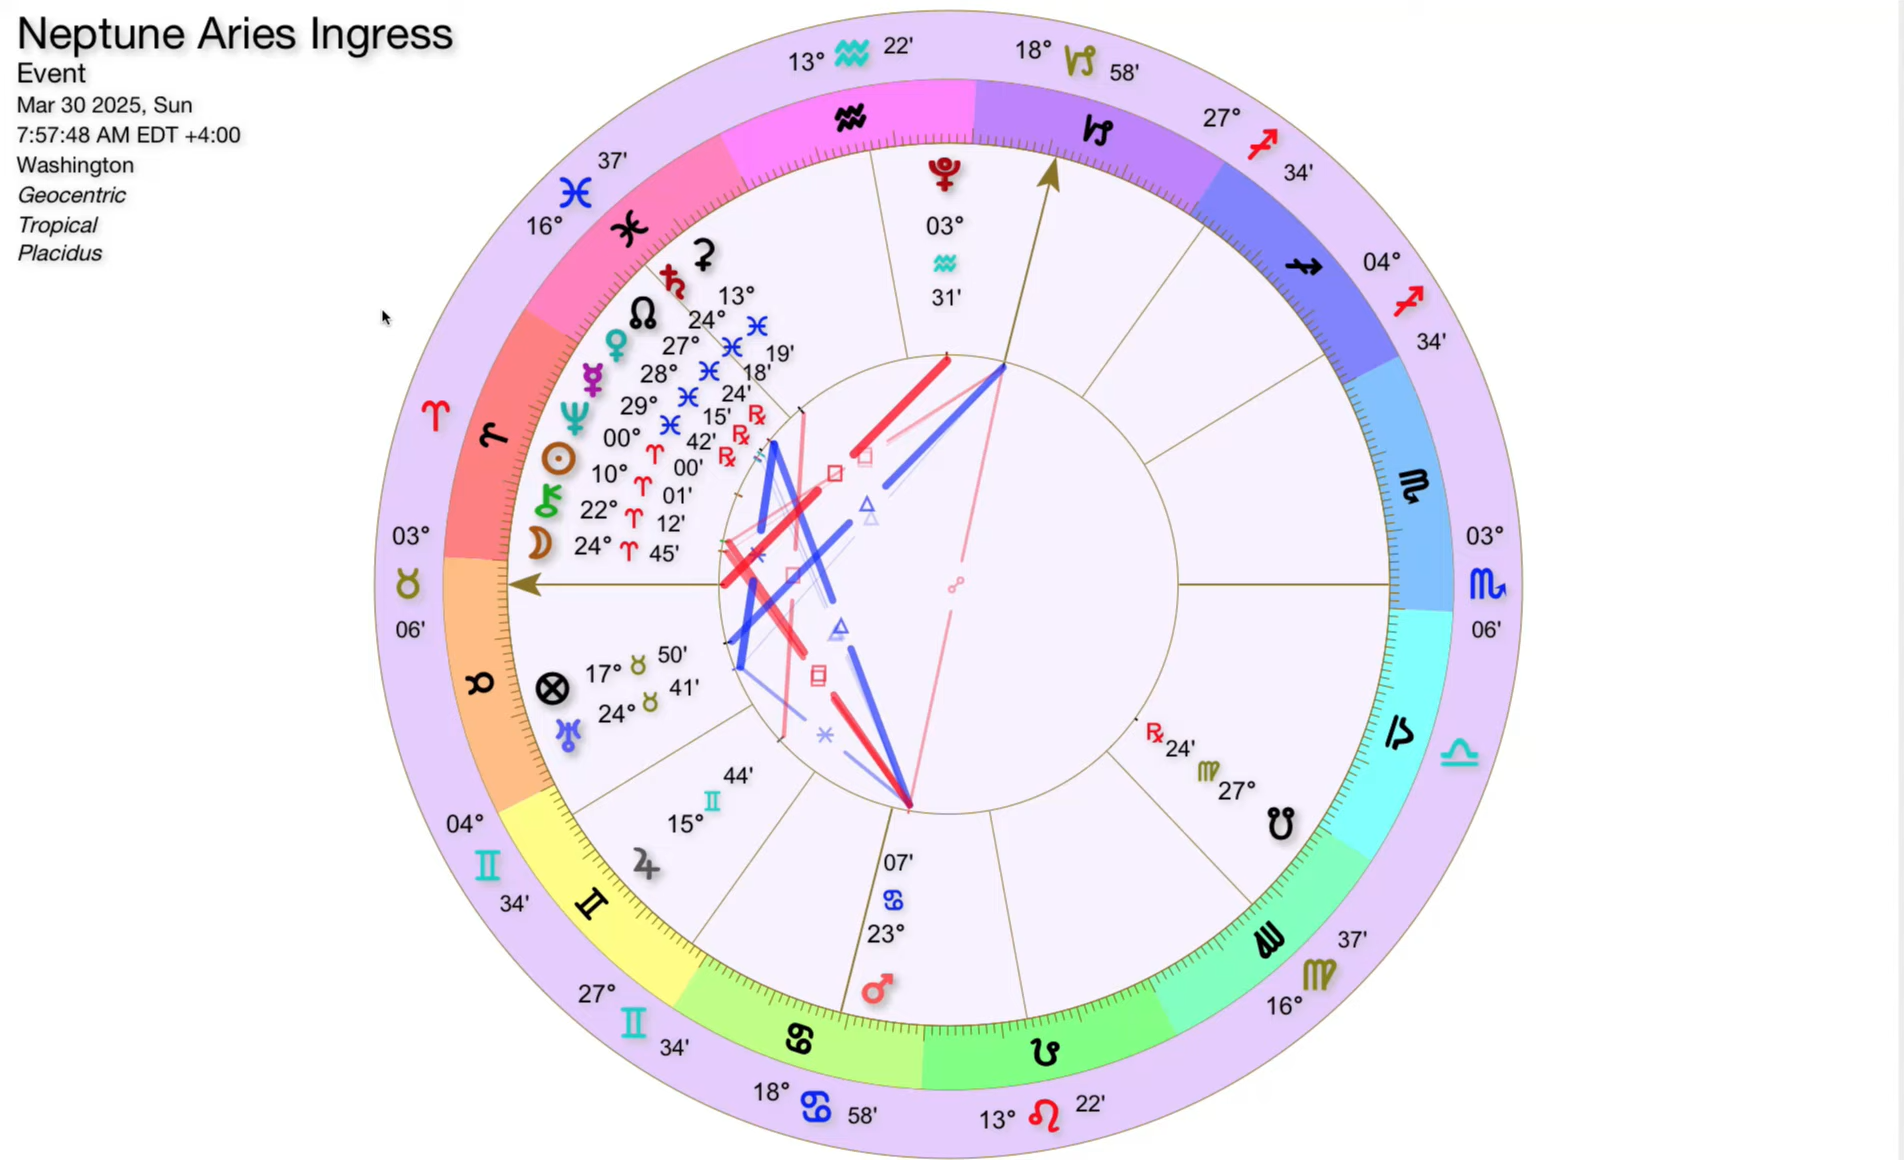 Neptune Aries Ingress
Event
Mar 30 2025, Sun
7:57:48 AM EDT +4:00
Washington
Geocentric
Tropical
Placidus
13° ♒ 22'
18° ♑ 58'
27° ♐ 34'
04° ♐ 34'
03° ♏ 06'
♎
16° ♍ 37'
13° ♌ 22'
18° ♋ 58'
27° ♊ 34'
04° ♊ 34'
03° ♉ 06'
♈
16° ♓ 37'
♒
♑
♐
♏
♎
♍
♌
♋
♊
♉
♈
♓
♇ 03° ♒ 31'
⚳ 13° ♓ 19'
♄ 24° ♓ 18'
☊ 27° ♓ 24' ℞
♀ 28° ♓ 15' ℞
☿ 29° ♓ 42' ℞
♆ 00° ♈ 00'
☉ 10° ♈ 01'
⚷ 22° ♈ 12'
☽ 24° ♈ 45'
⊗ 17° ♉ 50'
♅ 24° ♉ 41'
♃ 15° ♊ 44'
♂ 23° ♋ 07'
☋ 27° ♍ 24' ℞